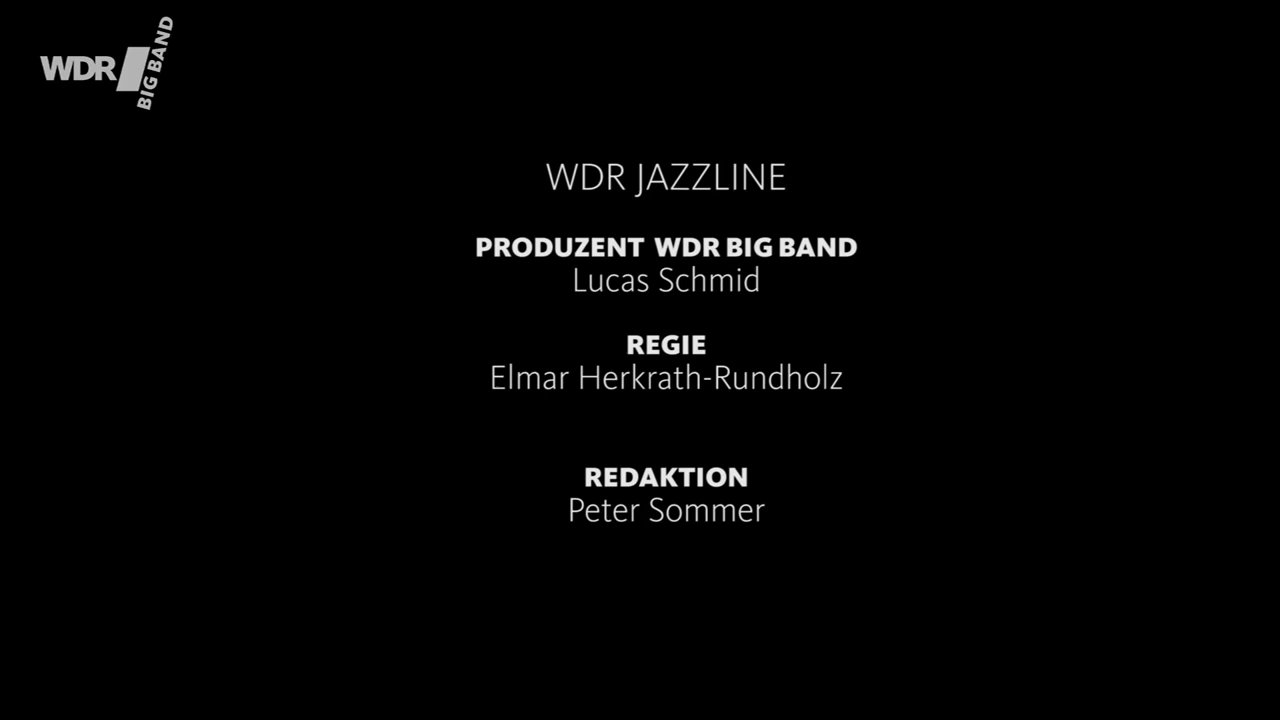 WDR BIG BAND
WDR JAZZLINE
PRODUZENT WDR BIG BAND
Lucas Schmid
REGIE
Elmar Herkrath-Rundholz
REDAKTION
Peter Sommer